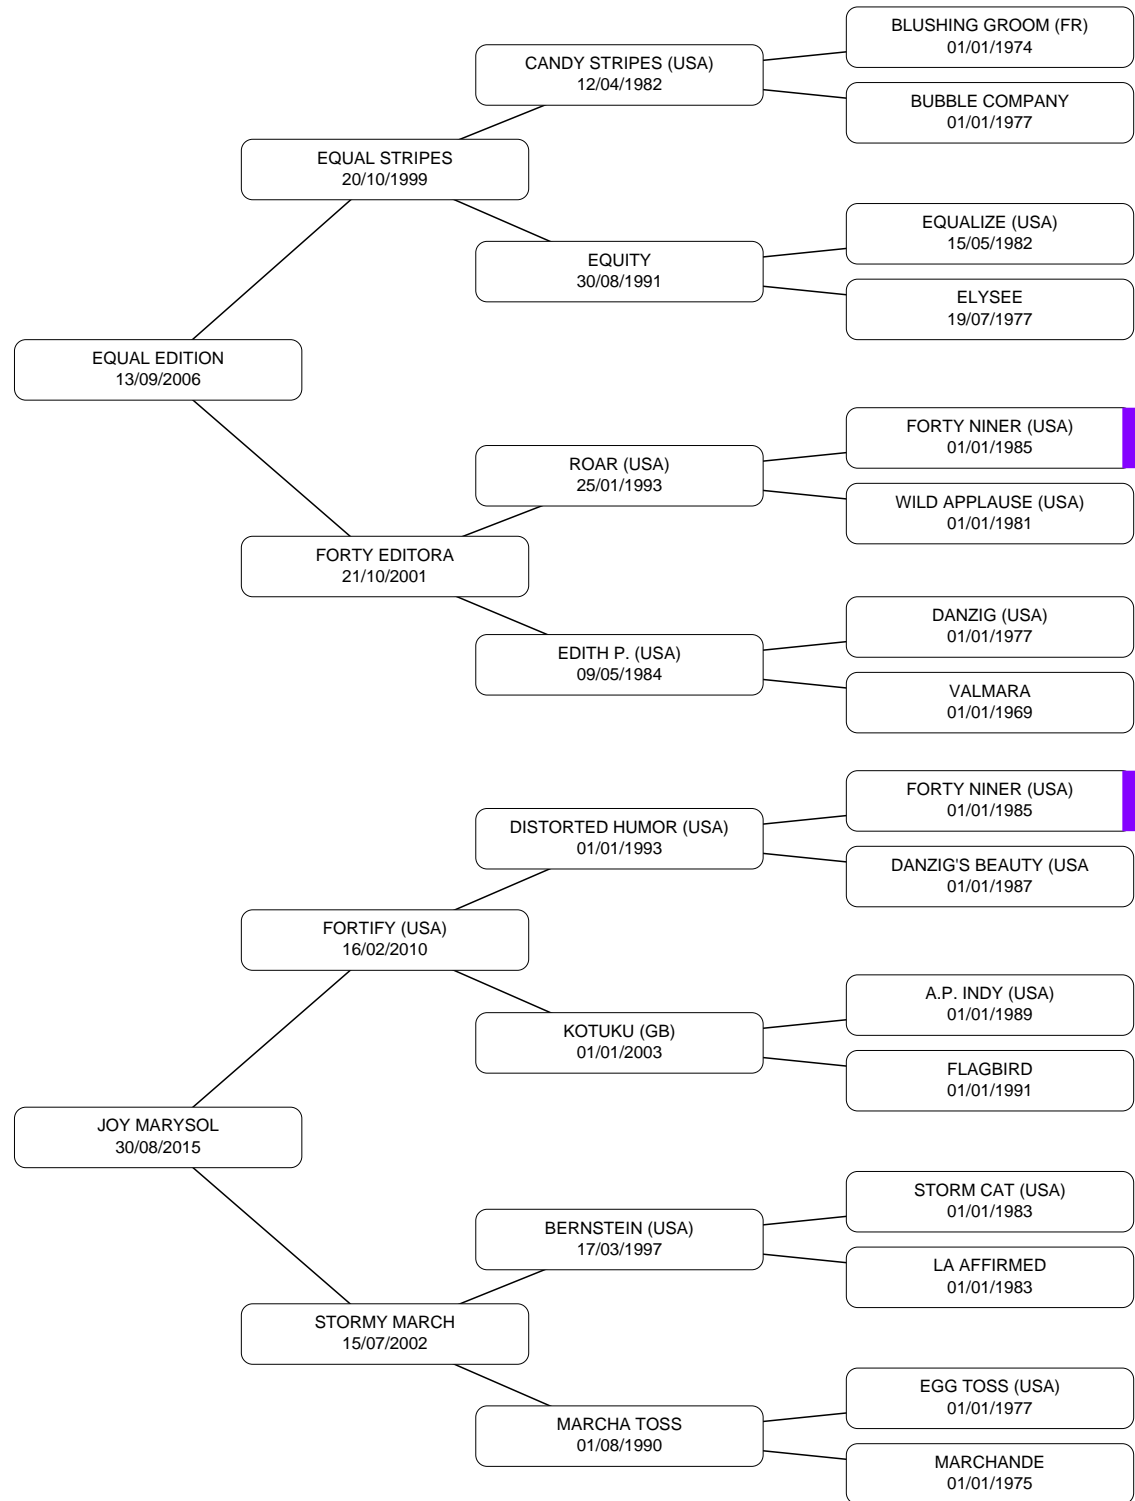 BLUSHING GROOM (FR)
01/01/1974
CANDY STRIPES (USA)
12/04/1982
BUBBLE COMPANY
01/01/1977
EQUAL STRIPES
20/10/1999
EQUALIZE (USA)
15/05/1982
EQUITY
30/08/1991
ELYSEE
19/07/1977
EQUAL EDITION
13/09/2006
FORTY NINER (USA)
01/01/1985
ROAR (USA)
25/01/1993
WILD APPLAUSE (USA)
01/01/1981
FORTY EDITORA
21/10/2001
DANZIG (USA)
01/01/1977
EDITH P. (USA)
09/05/1984
VALMARA
01/01/1969
FORTY NINER (USA)
01/01/1985
DISTORTED HUMOR (USA)
01/01/1993
DANZIG'S BEAUTY (USA
01/01/1987
FORTIFY (USA)
16/02/2010
A.P. INDY (USA)
01/01/1989
KOTUKU (GB)
01/01/2003
FLAGBIRD
01/01/1991
JOY MARYSOL
30/08/2015
STORM CAT (USA)
01/01/1983
BERNSTEIN (USA)
17/03/1997
LA AFFIRMED
01/01/1983
STORMY MARCH
15/07/2002
EGG TOSS (USA)
01/01/1977
MARCHA TOSS
01/08/1990
MARCHANDE
01/01/1975